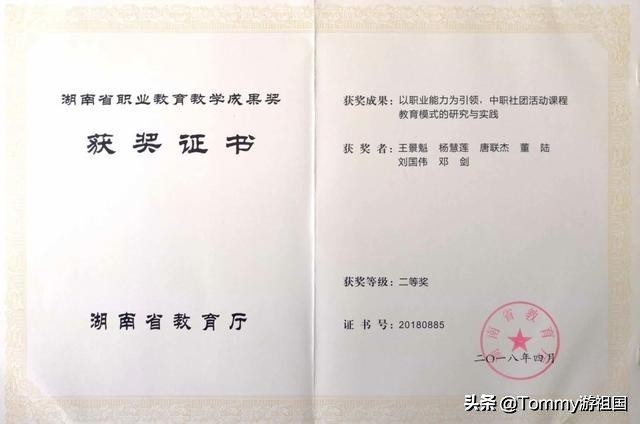 湖南省职业教育教学成果奖
获奖证书
湖南省教育厅
获奖成果：以职业能力为引领，中职社团活动课程
教育模式的研究与实践
获 奖 者：王景魁 杨慧莲 唐联杰 董 陆
刘国伟 邓 剑
获奖等级：二等奖
证 书 号：20180885
湖南省教育厅
二〇一八年四月
头条 @Tommy游祖国